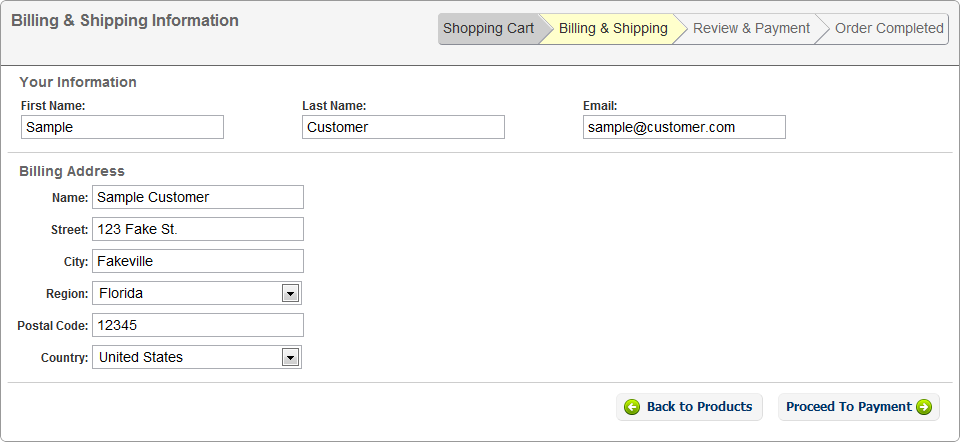 Billing & Shipping Information
Shopping Cart Billing & Shipping Review & Payment Order Completed
Your Information
First Name: Last Name: Email:
Sample Customer sample@customer.com
Billing Address
Name: Sample Customer
Street: 123 Fake St.
City: Fakeville
Region: Florida
Postal Code: 12345
Country: United States
Back to Products Proceed To Payment